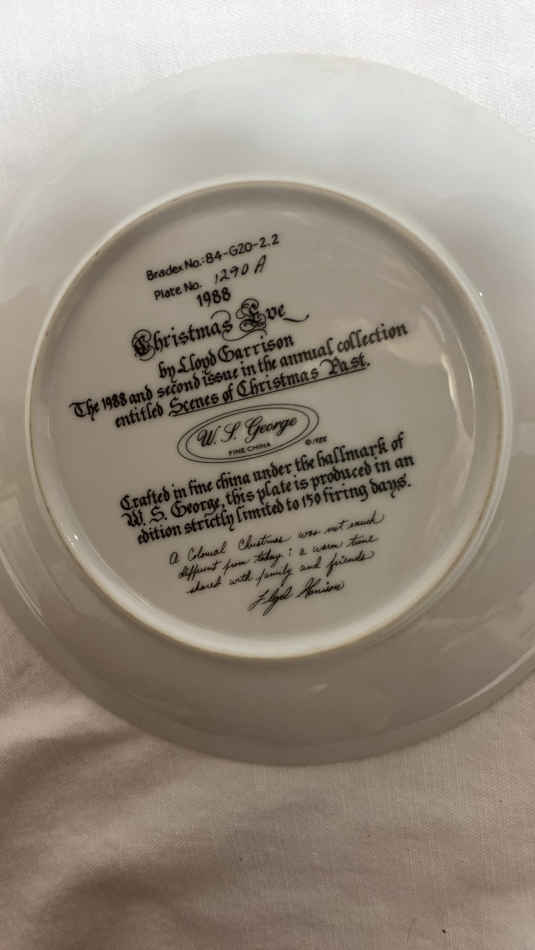 Bradex No.: 84-G20-2.2
Plate No. 1290 A
1988
Christmas Eve
by Lloyd Garrison
The 1988 and second issue in the annual collection
entitled Scenes of Christmas Past.
W. S. George
FINE CHINA
©1988
Crafted in fine china under the hallmark of
W. S. George, this plate is produced in an
edition strictly limited to 150 firing days.
A Colonial Christmas was not much
different from today: a warm time
shared with family and friends
Lloyd Garrison